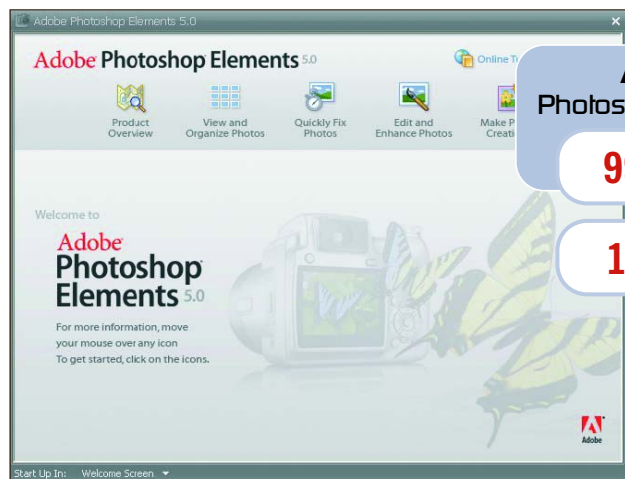 Adobe Photoshop Elements 5.0
Adobe Photoshop Elements 5.0
Online
Product
Overview
View and
Organize Photos
Quickly Fix
Photos
Edit and
Enhance Photos
Make
Welcome to
Adobe
Photoshop
Elements 5.0
For more information, move
your mouse over any icon
To get started, click on the icons.
Adobe
Start Up In: Welcome Screen